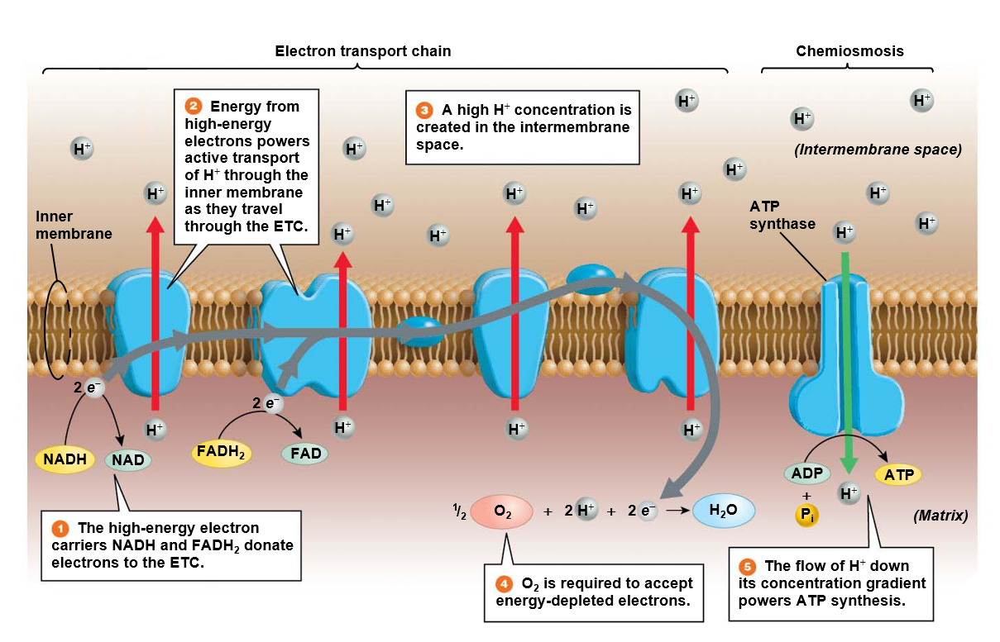 Electron transport chain
Chemiosmosis
2 Energy from
high-energy
electrons powers
active transport
of H⁺ through the
inner membrane
as they travel
through the ETC.
3 A high H⁺ concentration is
created in the intermembrane
space.
H⁺
H⁺
H⁺
H⁺
H⁺
(Intermembrane space)
H⁺
H⁺
H⁺
H⁺
H⁺
H⁺
H⁺
H⁺
Inner
membrane
ATP
synthase
H⁺
H⁺
H⁺
H⁺
2 e⁻
2 e⁻
H⁺
H⁺
H⁺
H⁺
NADH
NAD
FADH₂
FAD
ADP
ATP
+
Pᵢ
H⁺
1/2 O₂ + 2 H⁺ + 2 e⁻ H₂O
(Matrix)
1 The high-energy electron
carriers NADH and FADH₂ donate
electrons to the ETC.
4 O₂ is required to accept
energy-depleted electrons.
5 The flow of H⁺ down
its concentration gradient
powers ATP synthesis.